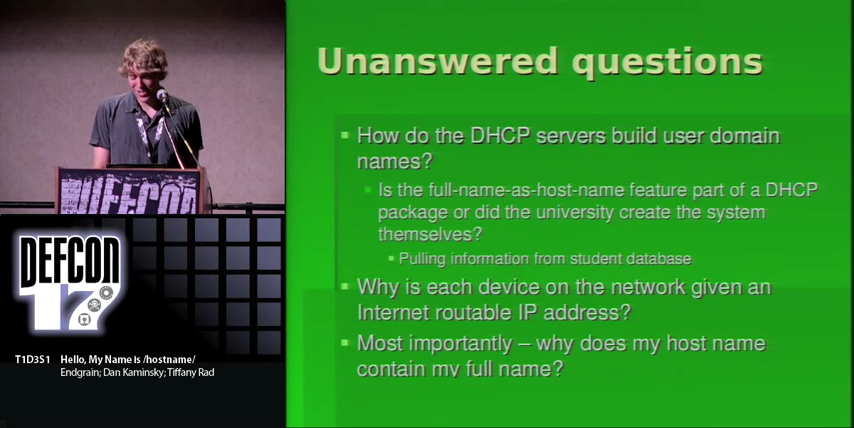 Unanswered questions
How do the DHCP servers build user domain
names?
Is the full-name-as-host-name feature part of a DHCP
package or did the university create the system
themselves?
Pulling information from student database
Why is each device on the network given an
Internet routable IP address?
Most importantly – why does my host name
contain my full name?
DEFCON
DEFCON
17
T1D3S1 Hello, My Name is /hostname/
Endgrain; Dan Kaminsky; Tiffany Rad